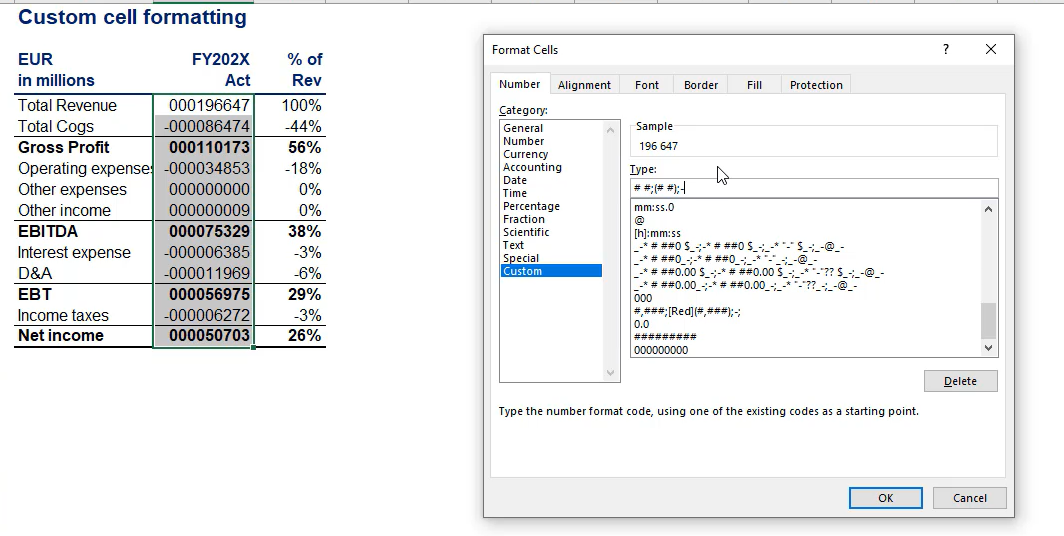 Custom cell formatting
EUR FY202X % of
in millions Act Rev
Total Revenue 000196647 100%
Total Cogs -000086474 -44%
Gross Profit 000110173 56%
Operating expenses -000034853 -18%
Other expenses 000000000 0%
Other income 000000009 0%
EBITDA 000075329 38%
Interest expense -000006385 -3%
D&A -000011969 -6%
EBT 000056975 29%
Income taxes -000006272 -3%
Net income 000050703 26%
Format Cells ? ×
Number Alignment Font Border Fill Protection
Category:
General
Number
Currency
Accounting
Date
Time
Percentage
Fraction
Scientific
Text
Special
Custom
Sample
196 647
Type:
# #;(# #);-
mm:ss.0
@
[h]:mm:ss
_-* # ##0 $_-;-* # ##0 $_-;_-* "-" $_-;_-@_-
_-* # ##0_-;-* # ##0_-;_-* "-"_-;_-@_-
_-* # ##0.00 $_-;-* # ##0.00 $_-;_-* "-"?? $_-;_-@_-
_-* # ##0.00_-;-* # ##0.00_-;_-* "-"??_-;_-@_-
000
#,###;[Red](#,###);-;
0.0
#########
000000000
Delete
Type the number format code, using one of the existing codes as a starting point.
OK Cancel